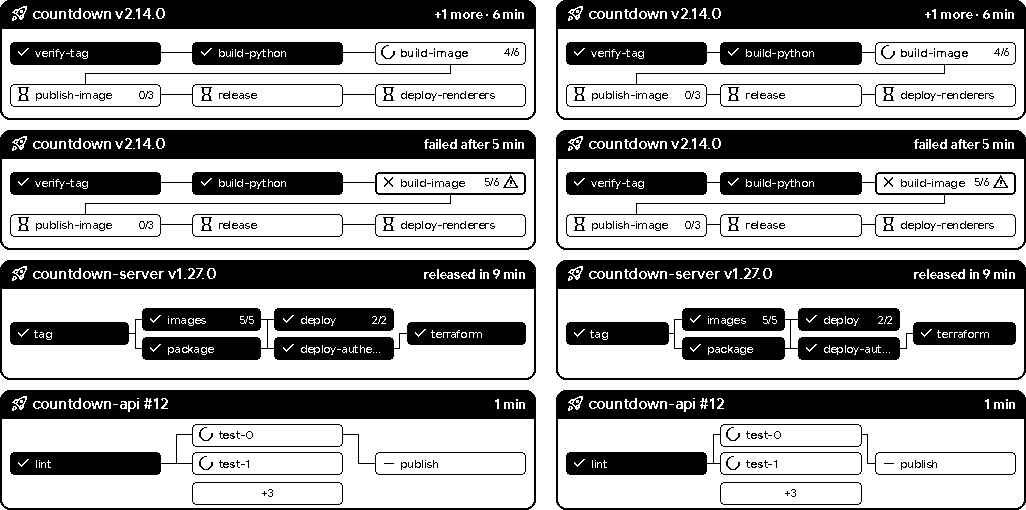 countdown v2.14.0 +1 more · 6 min
verify-tag build-python build-image 4/6
publish-image 0/3 release deploy-renderers
countdown v2.14.0 +1 more · 6 min
verify-tag build-python build-image 4/6
publish-image 0/3 release deploy-renderers
countdown v2.14.0 failed after 5 min
verify-tag build-python build-image 5/6
publish-image 0/3 release deploy-renderers
countdown v2.14.0 failed after 5 min
verify-tag build-python build-image 5/6
publish-image 0/3 release deploy-renderers
countdown-server v1.27.0 released in 9 min
images 5/5 deploy 2/2
tag terraform
package deploy-authe...
countdown-server v1.27.0 released in 9 min
images 5/5 deploy 2/2
tag terraform
package deploy-aut...
countdown-api #12 1 min
test-0
lint test-1 publish
+3
countdown-api #12 1 min
test-0
lint test-1 publish
+3